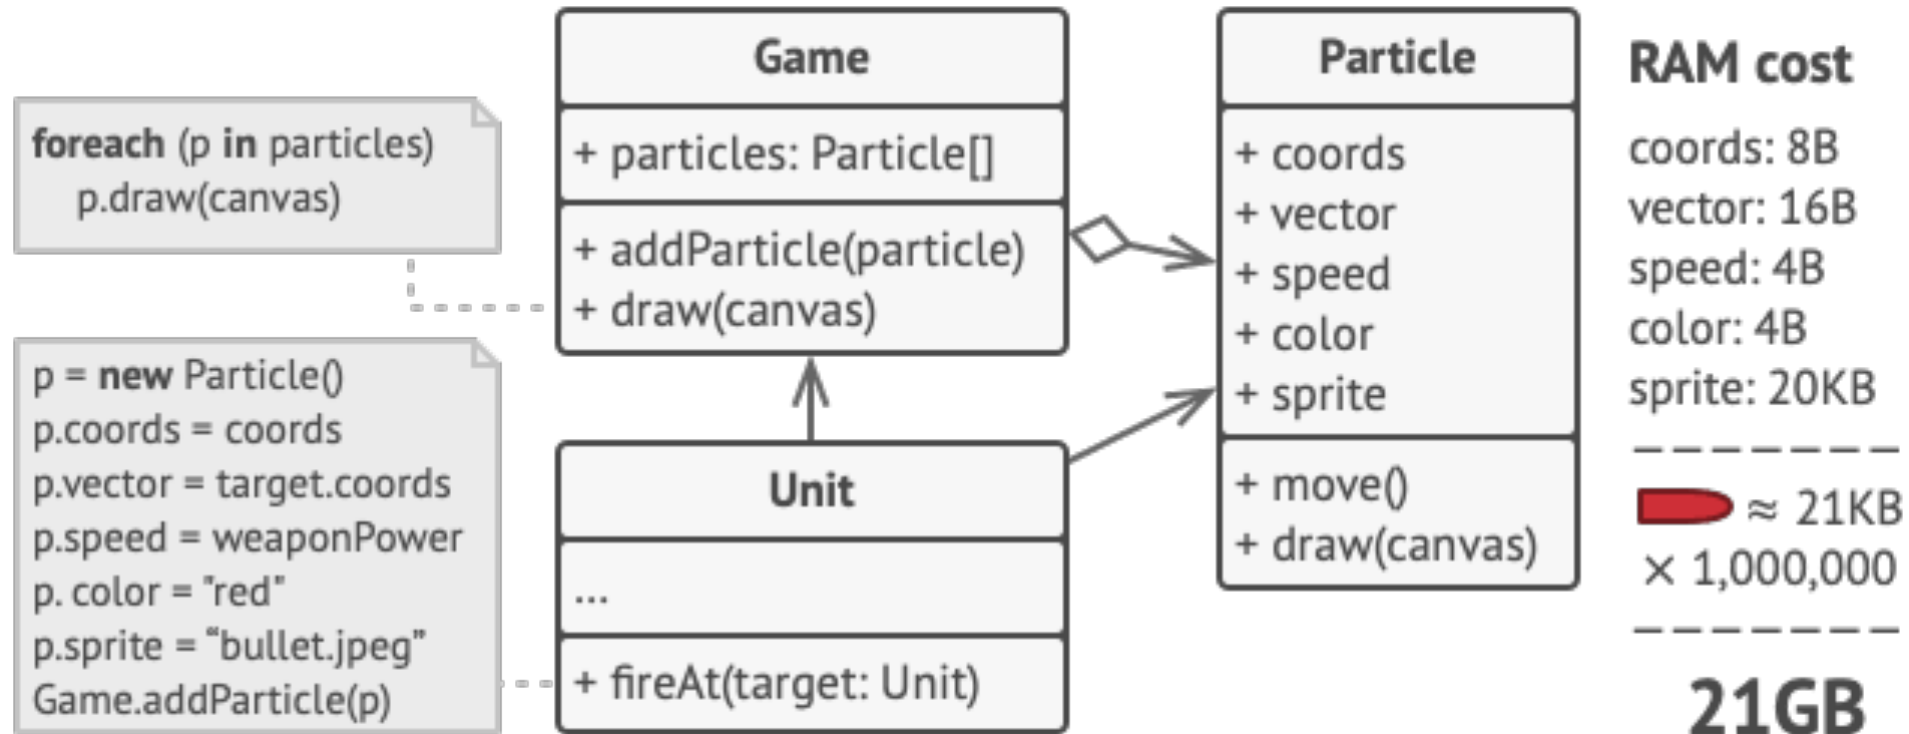 foreach (p in particles)
p.draw(canvas)
p = new Particle()
p.coords = coords
p.vector = target.coords
p.speed = weaponPower
p. color = "red"
p.sprite = “bullet.jpeg”
Game.addParticle(p)
Game
+ particles: Particle[]
+ addParticle(particle)
+ draw(canvas)
Unit
...
+ fireAt(target: Unit)
Particle
+ coords
+ vector
+ speed
+ color
+ sprite
+ move()
+ draw(canvas)
RAM cost
coords: 8B
vector: 16B
speed: 4B
color: 4B
sprite: 20KB
≈ 21KB
× 1,000,000
21GB